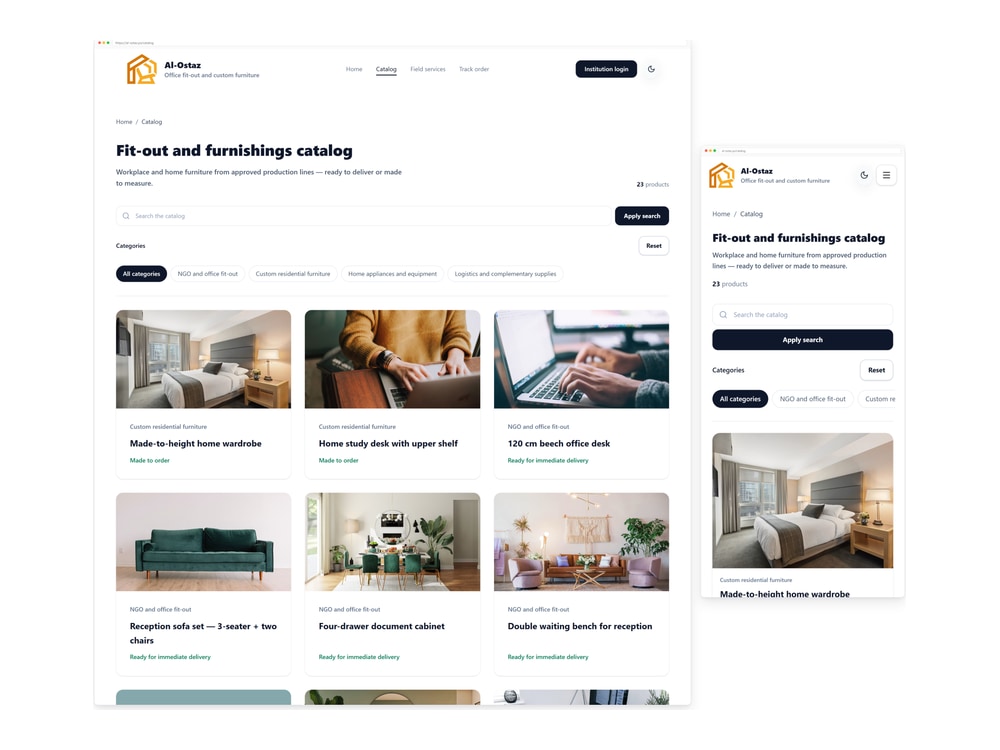 Al-Ostaz
Office fit-out and custom furniture
Home
Catalog
Field services
Track order
Institution login
Home / Catalog
Fit-out and furnishings catalog
Workplace and home furniture from approved production lines — ready to deliver or made
to measure.
23 products
Search the catalog
Apply search
Categories
Reset
All categories
NGO and office fit-out
Custom residential furniture
Home appliances and equipment
Logistics and complementary supplies
Custom residential furniture
Made-to-height home wardrobe
Made to order
Custom residential furniture
Home study desk with upper shelf
Made to order
NGO and office fit-out
120 cm beech office desk
Ready for immediate delivery
NGO and office fit-out
Reception sofa set — 3-seater + two
chairs
Ready for immediate delivery
NGO and office fit-out
Four-drawer document cabinet
Ready for immediate delivery
NGO and office fit-out
Double waiting bench for reception
Ready for immediate delivery
Al-Ostaz
Office fit-out and custom furniture
Home / Catalog
Fit-out and furnishings catalog
Workplace and home furniture from approved production
lines — ready to deliver or made to measure.
23 products
Search the catalog
Apply search
Categories
Reset
All categories
NGO and office fit-out
Custom re
Custom residential furniture
Made-to-height home wardrobe